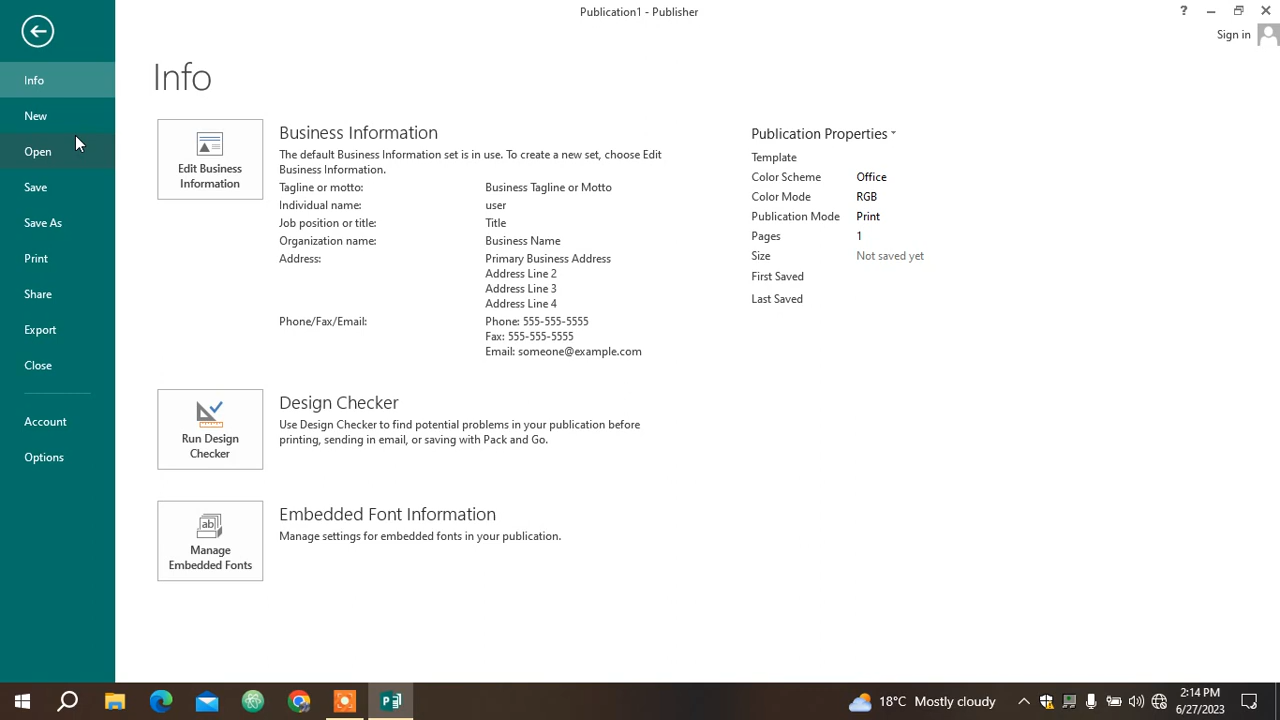 Publication1 - Publisher
?
Sign in
Info
New
Open
Save
Save As
Print
Share
Export
Close
Account
Options
Info
Edit Business
Information
Business Information
The default Business Information set is in use. To create a new set, choose Edit
Business Information.
Tagline or motto: Business Tagline or Motto
Individual name: user
Job position or title: Title
Organization name: Business Name
Address: Primary Business Address
Address Line 2
Address Line 3
Address Line 4
Phone/Fax/Email: Phone: 555-555-5555
Fax: 555-555-5555
Email: someone@example.com
Run Design
Checker
Design Checker
Use Design Checker to find potential problems in your publication before
printing, sending in email, or saving with Pack and Go.
ab
Manage
Embedded Fonts
Embedded Font Information
Manage settings for embedded fonts in your publication.
Publication Properties
Template
Color Scheme Office
Color Mode RGB
Publication Mode Print
Pages 1
Size Not saved yet
First Saved
Last Saved
18°C Mostly cloudy
2:14 PM
6/27/2023